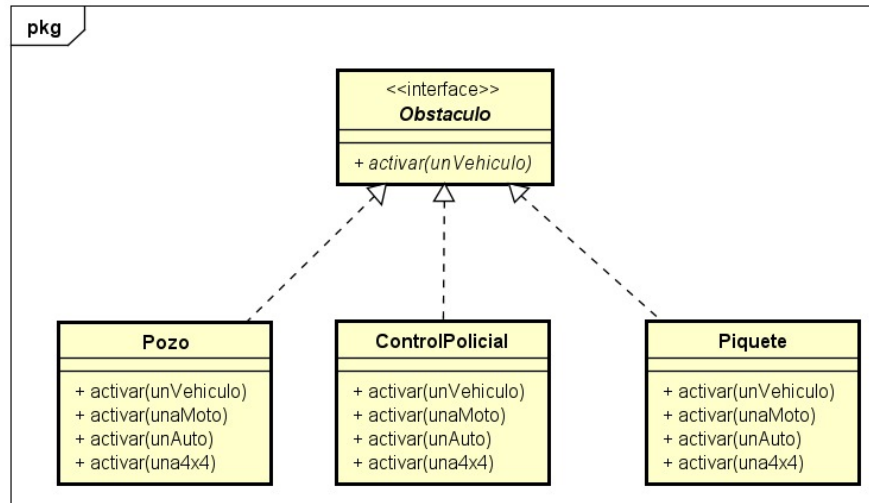 pkg
<<interface>>
Obstaculo
+ activar(unVehiculo)
Pozo
+ activar(unVehiculo)
+ activar(unaMoto)
+ activar(unAuto)
+ activar(una4x4)
ControlPolicial
+ activar(unVehiculo)
+ activar(unaMoto)
+ activar(unAuto)
+ activar(una4x4)
Piquete
+ activar(unVehiculo)
+ activar(unaMoto)
+ activar(unAuto)
+ activar(una4x4)